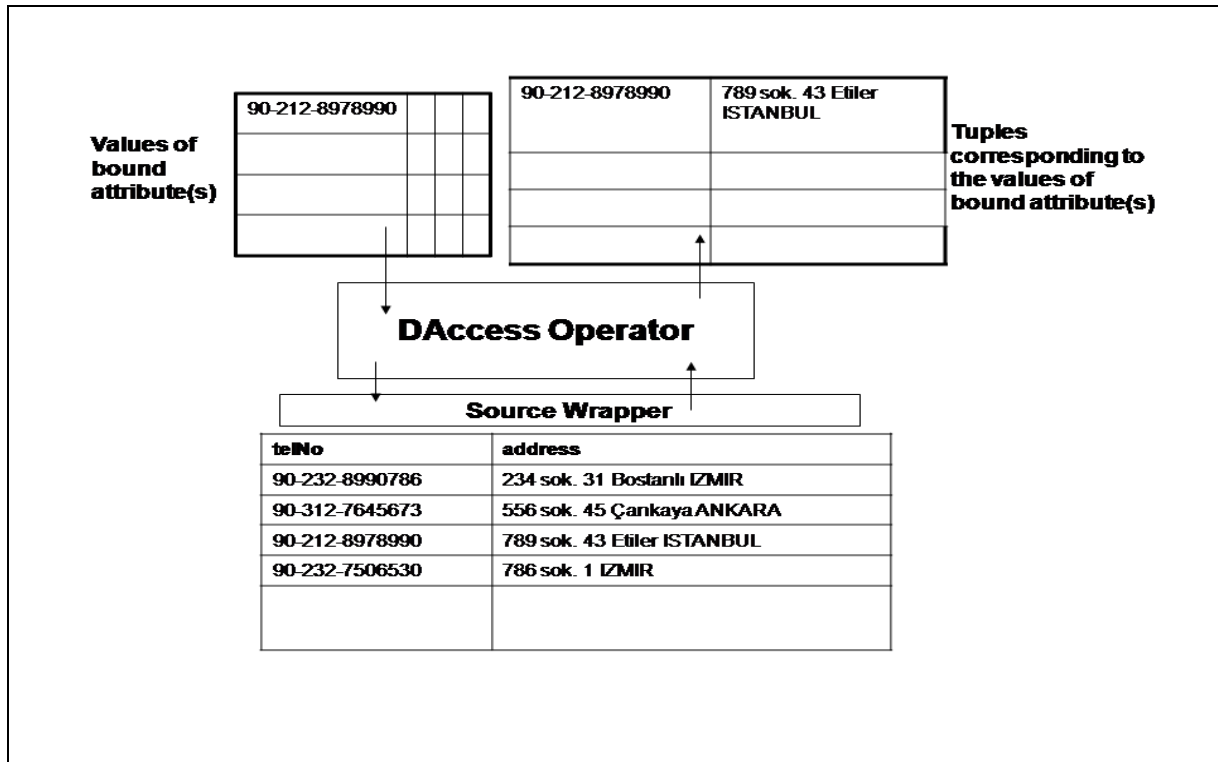 Values of
bound
attribute(s)
90-212-8978990
90-212-8978990 789 sok. 43 Etiler
ISTANBUL
Tuples
corresponding to
the values of
bound attribute(s)
DAccess Operator
Source Wrapper
telNo address
90-232-8990786 234 sok. 31 Bostanlı IZMIR
90-312-7645673 556 sok. 45 Çankaya ANKARA
90-212-8978990 789 sok. 43 Etiler ISTANBUL
90-232-7506530 786 sok. 1 IZMIR